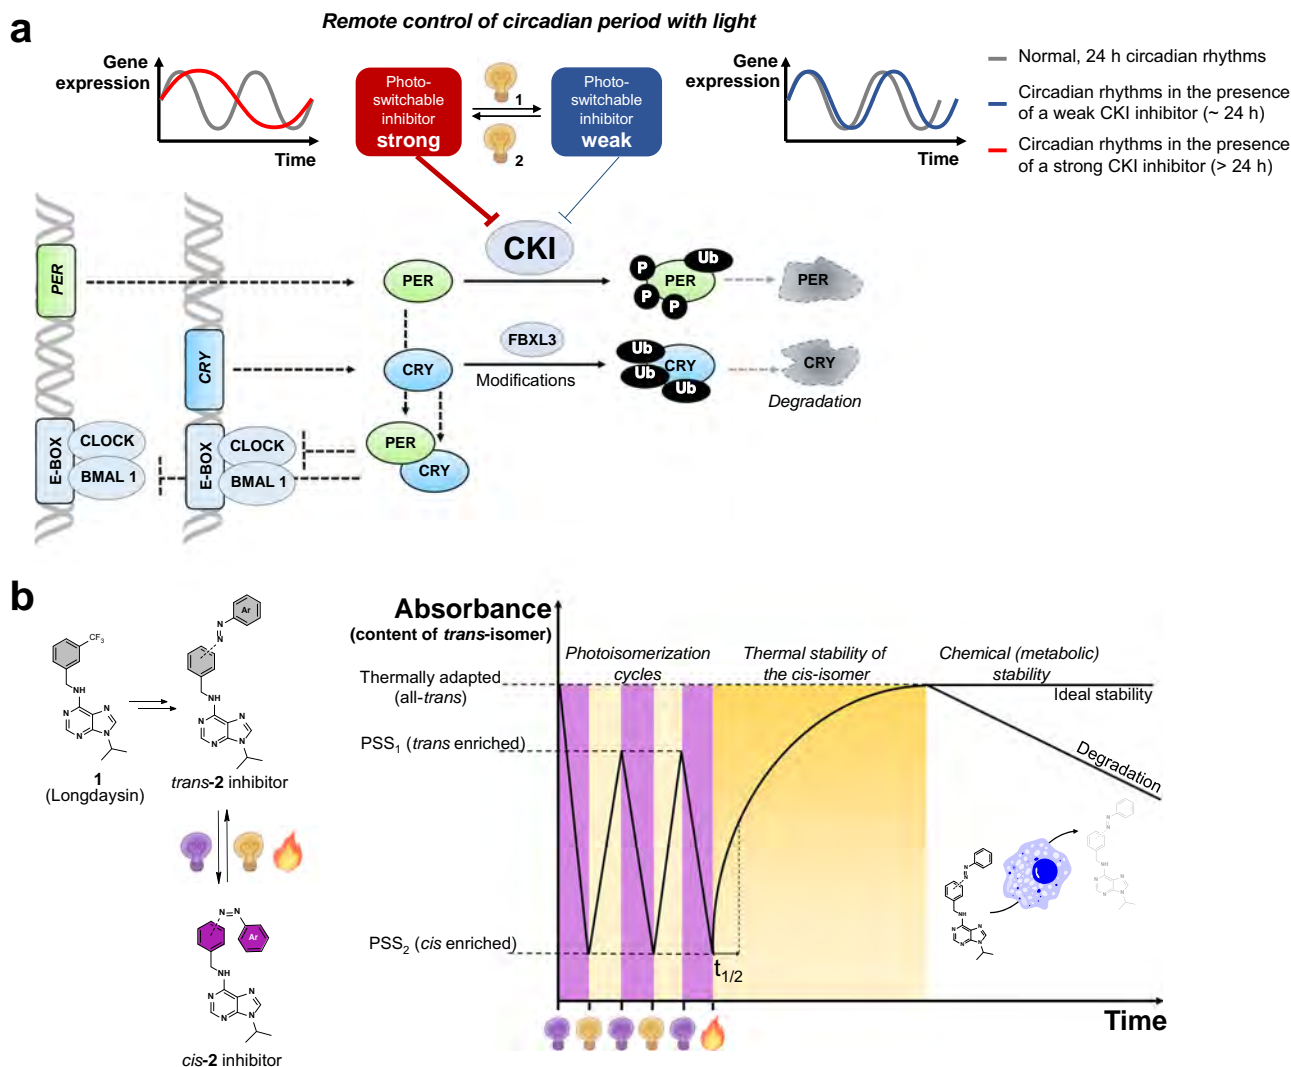 a
Remote control of circadian period with light
Gene
expression
Time
Photo-
switchable
inhibitor
strong
1
2
Photo-
switchable
inhibitor
weak
Gene
expression
Time
Normal, 24 h circadian rhythms
Circadian rhythms in the presence
of a weak CKI inhibitor (~ 24 h)
Circadian rhythms in the presence
of a strong CKI inhibitor (> 24 h)
CKI
PER
PER
P
P
P
Ub
PER
PER
CRY
CRY
FBXL3
Modifications
Ub
Ub
Ub
CRY
CRY
Degradation
E-BOX
CLOCK
BMAL 1
E-BOX
CLOCK
BMAL 1
PER
CRY
b
CF3
NH
N
N
N
N
1
(Longdaysin)
Ar
N
N
NH
N
N
N
N
trans-2 inhibitor
N
N
Ar
NH
N
N
N
N
cis-2 inhibitor
Absorbance
(content of trans-isomer)
Photoisomerization
cycles
Thermal stability of
the cis-isomer
Chemical (metabolic)
stability
Thermally adapted
(all-trans)
Ideal stability
PSS1 (trans enriched)
Degradation
PSS2 (cis enriched)
t1/2
N
N
NH
N
N
N
N
N
N
NH
N
N
N
N
Time